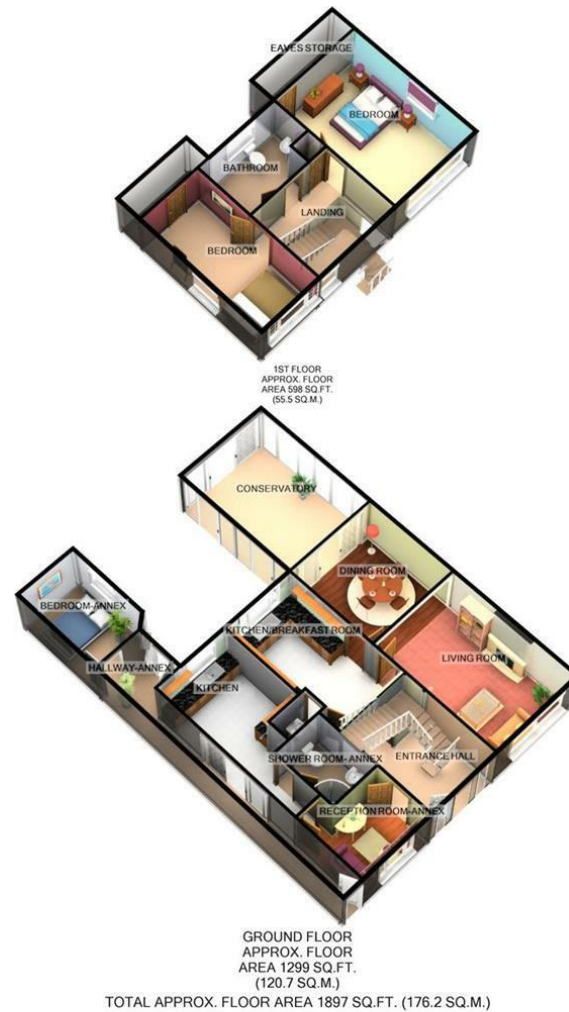 EAVES STORAGE
BEDROOM
BATHROOM
LANDING
BEDROOM
1ST FLOOR
APPROX. FLOOR
AREA 598 SQ.FT.
(55.5 SQ.M.)
CONSERVATORY
DINING ROOM
BEDROOM-ANNEX
KITCHEN/BREAKFAST ROOM
HALLWAY-ANNEX
LIVING ROOM
KITCHEN
SHOWER ROOM- ANNEX
ENTRANCE HALL
RECEPTION ROOM-ANNEX
GROUND FLOOR
APPROX. FLOOR
AREA 1299 SQ.FT.
(120.7 SQ.M.)
TOTAL APPROX. FLOOR AREA 1897 SQ.FT. (176.2 SQ.M.)